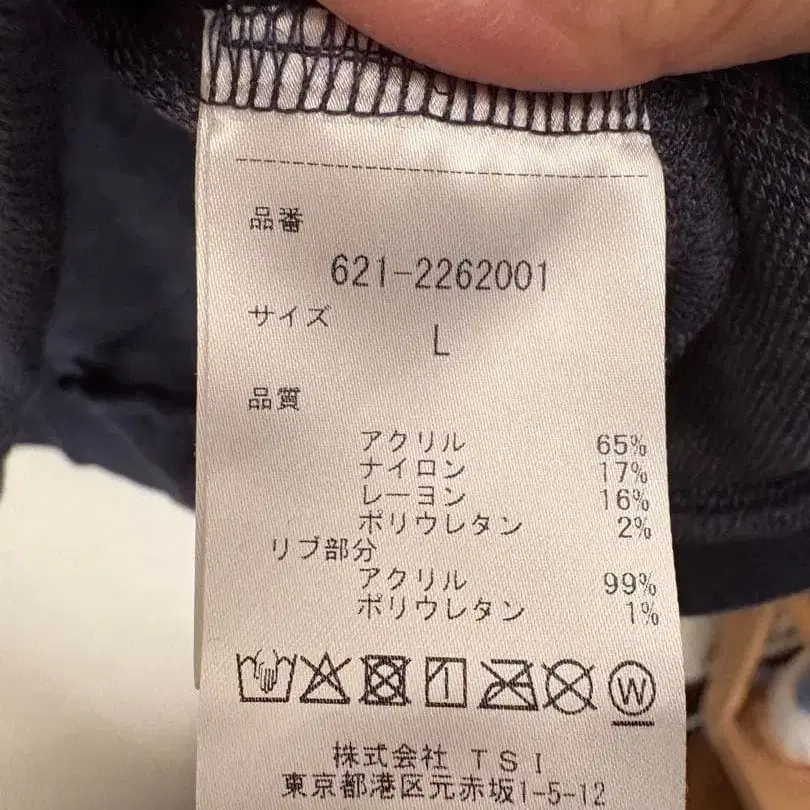 品番
621-2262001
サイズ
L
品質
アクリル 65%
ナイロン 17%
レーヨン 16%
ポリウレタン 2%
リブ部分
アクリル 99%
ポリウレタン 1%
W
株式会社 TSI
東京都港区元赤坂1-5-12